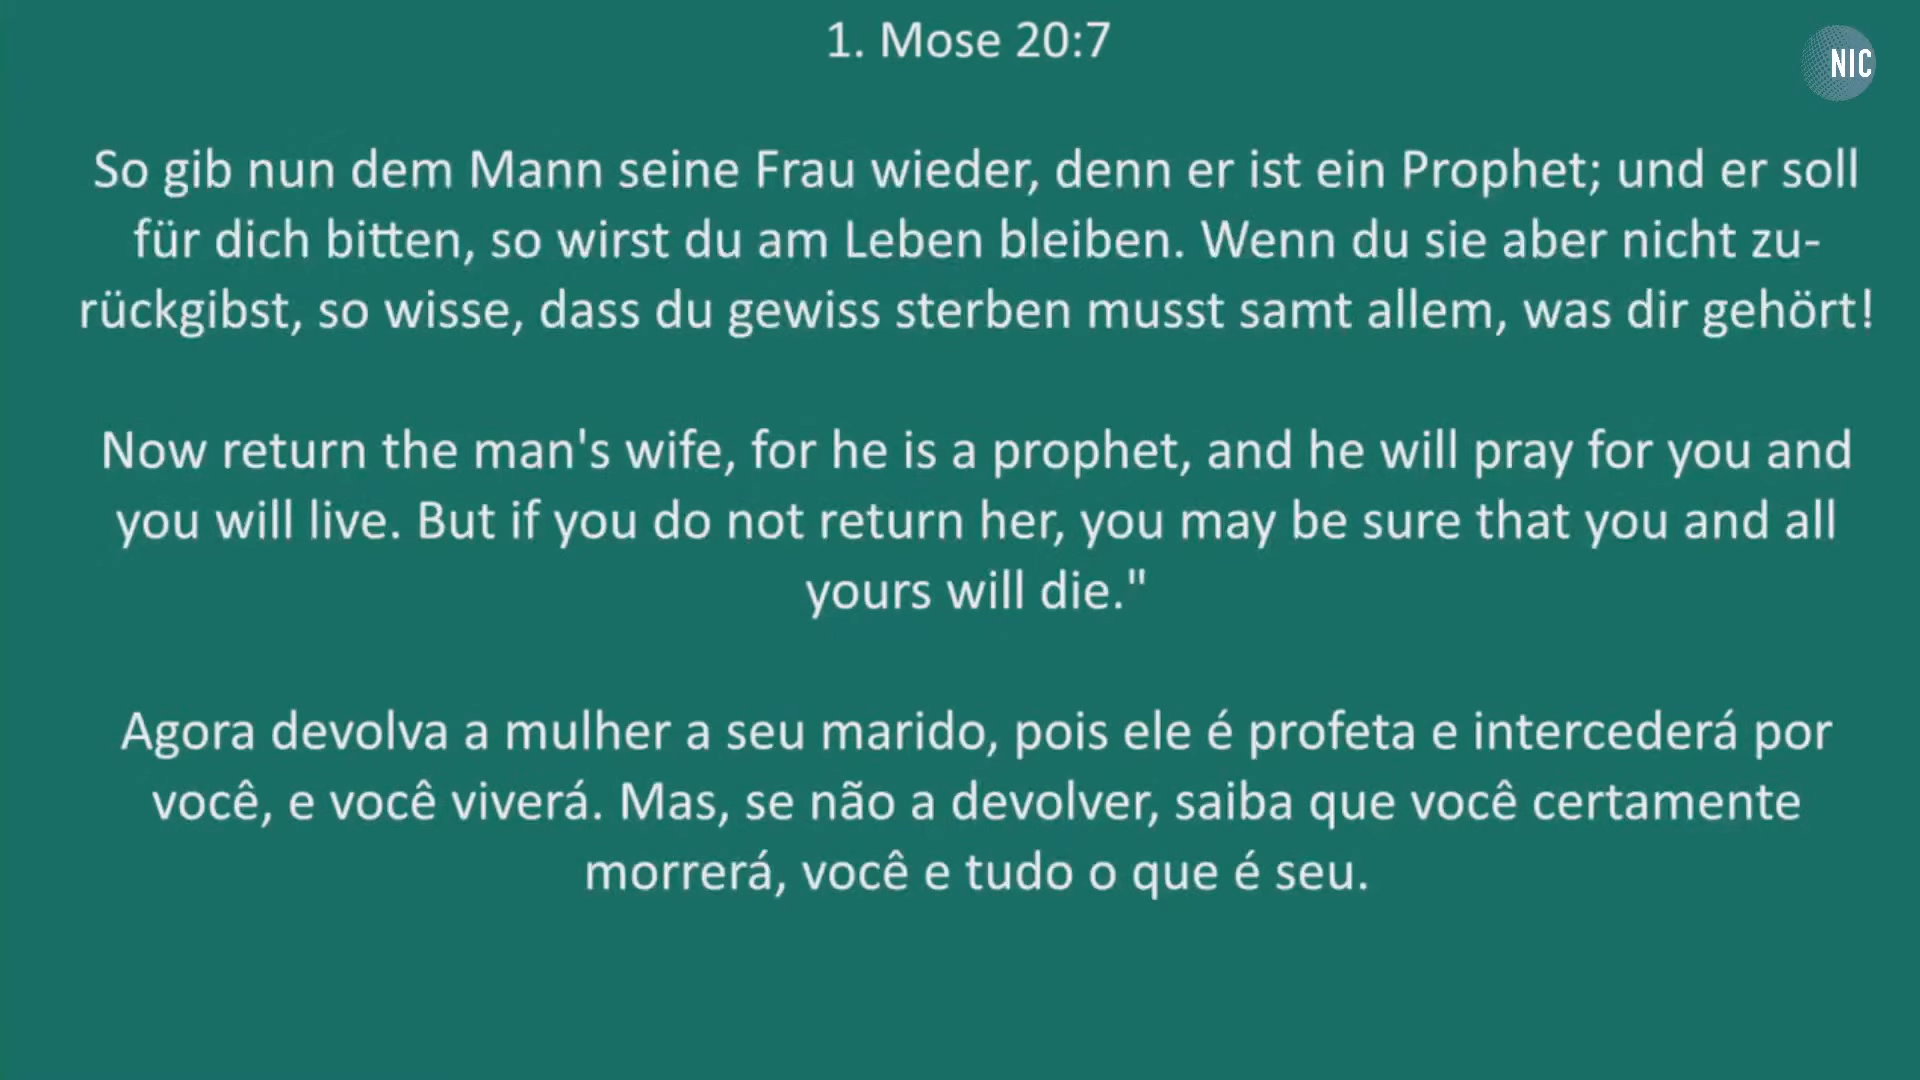 1. Mose 20:7
NIC
So gib nun dem Mann seine Frau wieder, denn er ist ein Prophet; und er soll
für dich bitten, so wirst du am Leben bleiben. Wenn du sie aber nicht zu-
rückgibst, so wisse, dass du gewiss sterben musst samt allem, was dir gehört!
Now return the man's wife, for he is a prophet, and he will pray for you and
you will live. But if you do not return her, you may be sure that you and all
yours will die."
Agora devolva a mulher a seu marido, pois ele é profeta e intercederá por
você, e você viverá. Mas, se não a devolver, saiba que você certamente
morrerá, você e tudo o que é seu.